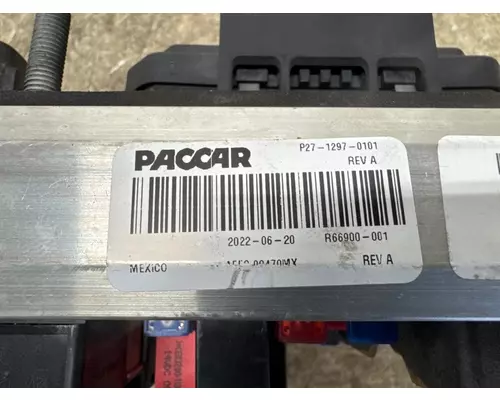 P27-1297-0101
PACCAR
REV A
2022-06-20 R66900-001
MEXICO REV A